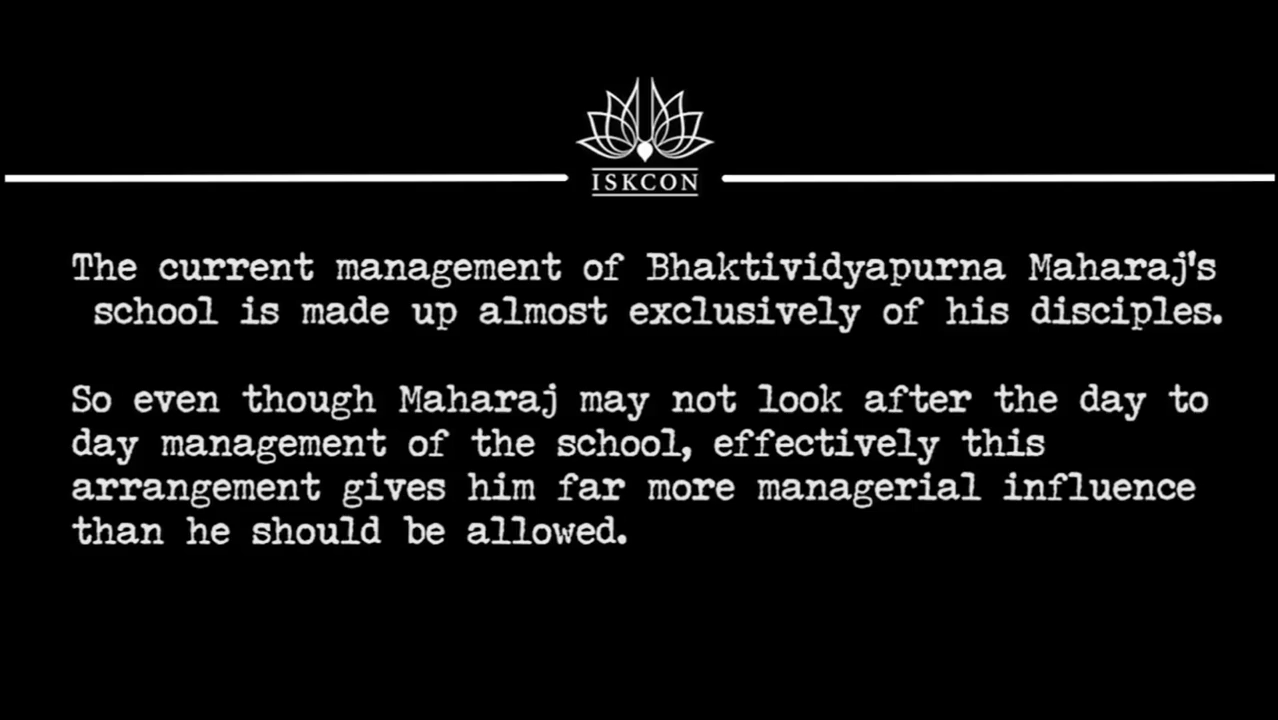 ISKCON
The current management of Bhaktividyapurna Maharaj's
school is made up almost exclusively of his disciples.
So even though Maharaj may not look after the day to
day management of the school, effectively this
arrangement gives him far more managerial influence
than he should be allowed.